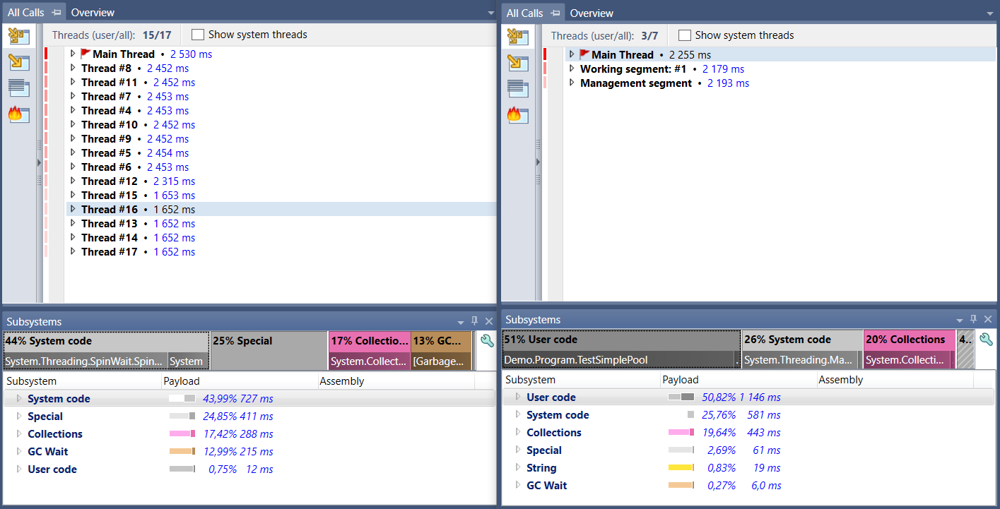 All Calls Overview
Threads (user/all): 15/17 Show system threads
Main Thread • 2 530 ms
Thread #8 • 2 452 ms
Thread #11 • 2 452 ms
Thread #7 • 2 453 ms
Thread #4 • 2 453 ms
Thread #10 • 2 452 ms
Thread #9 • 2 452 ms
Thread #5 • 2 454 ms
Thread #6 • 2 453 ms
Thread #12 • 2 315 ms
Thread #15 • 1 653 ms
Thread #16 • 1 652 ms
Thread #13 • 1 652 ms
Thread #14 • 1 652 ms
Thread #17 • 1 652 ms
Subsystems
44% System code 25% Special 17% Collectio... 13% GC...
System.Threading.SpinWait.Spin... System System.Collect... [Garbage...
Subsystem Payload Assembly
System code 43,99% 727 ms
Special 24,85% 411 ms
Collections 17,42% 288 ms
GC Wait 12,99% 215 ms
User code 0,75% 12 ms
All Calls Overview
Threads (user/all): 3/7 Show system threads
Main Thread • 2 255 ms
Working segment: #1 • 2 179 ms
Management segment • 2 193 ms
Subsystems
51% User code 26% System code 20% Collections 4..
Demo.Program.TestSimplePool . System.Threading.Ma... System.Collecti...
Subsystem Payload Assembly
User code 50,82% 1 146 ms
System code 25,76% 581 ms
Collections 19,64% 443 ms
Special 2,69% 61 ms
String 0,83% 19 ms
GC Wait 0,27% 6,0 ms